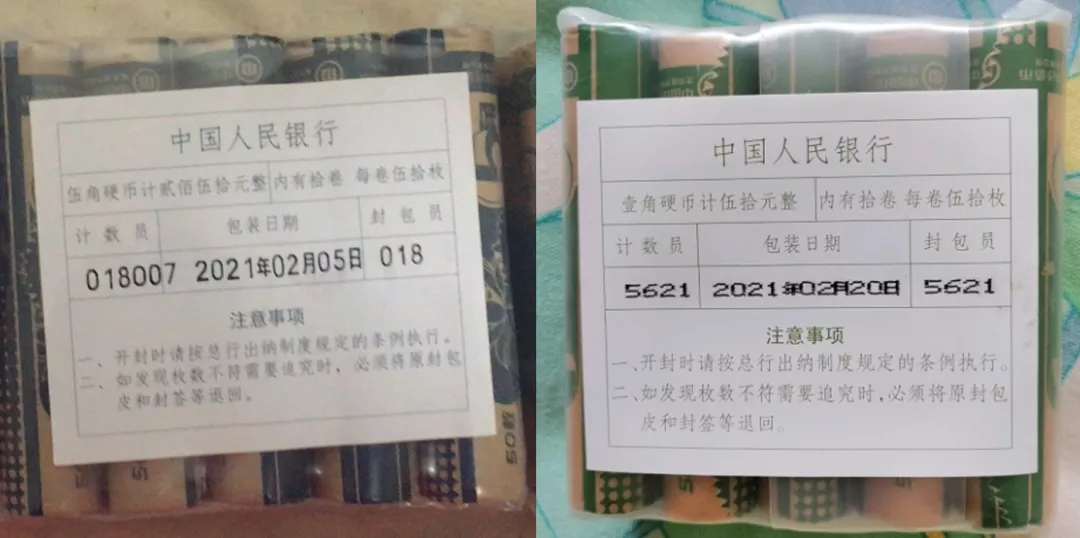 中国人民银行
伍角硬币计贰佰伍拾元整 内有拾卷 每卷伍拾枚
计数员 包装日期 封包员
018007 2021年02月05日 018
注意事项
一、开封时请按总行出纳制度规定的条例执行。
二、如发现枚数不符需要追究时,必须将原封包
皮和封签等退回。
50枚
中国人民银行
壹角硬币计伍拾元整 内有拾卷 每卷伍拾枚
计数员 包装日期 封包员
5621 2021年02月20日 5621
注意事项
一、开封时请按总行出纳制度规定的条例执行。
二、如发现枚数不符需要追究时,必须将原封包
皮和封签等退回。